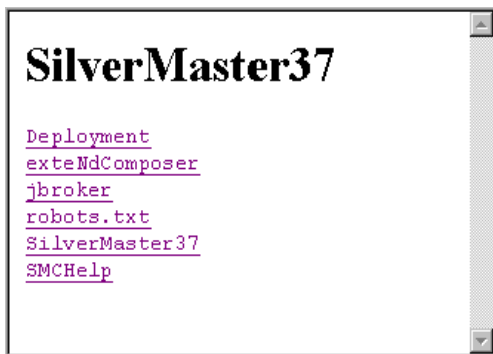 SilverMaster37
Deployment
exteNdComposer
jbroker
robots.txt
SilverMaster37
SMCHelp